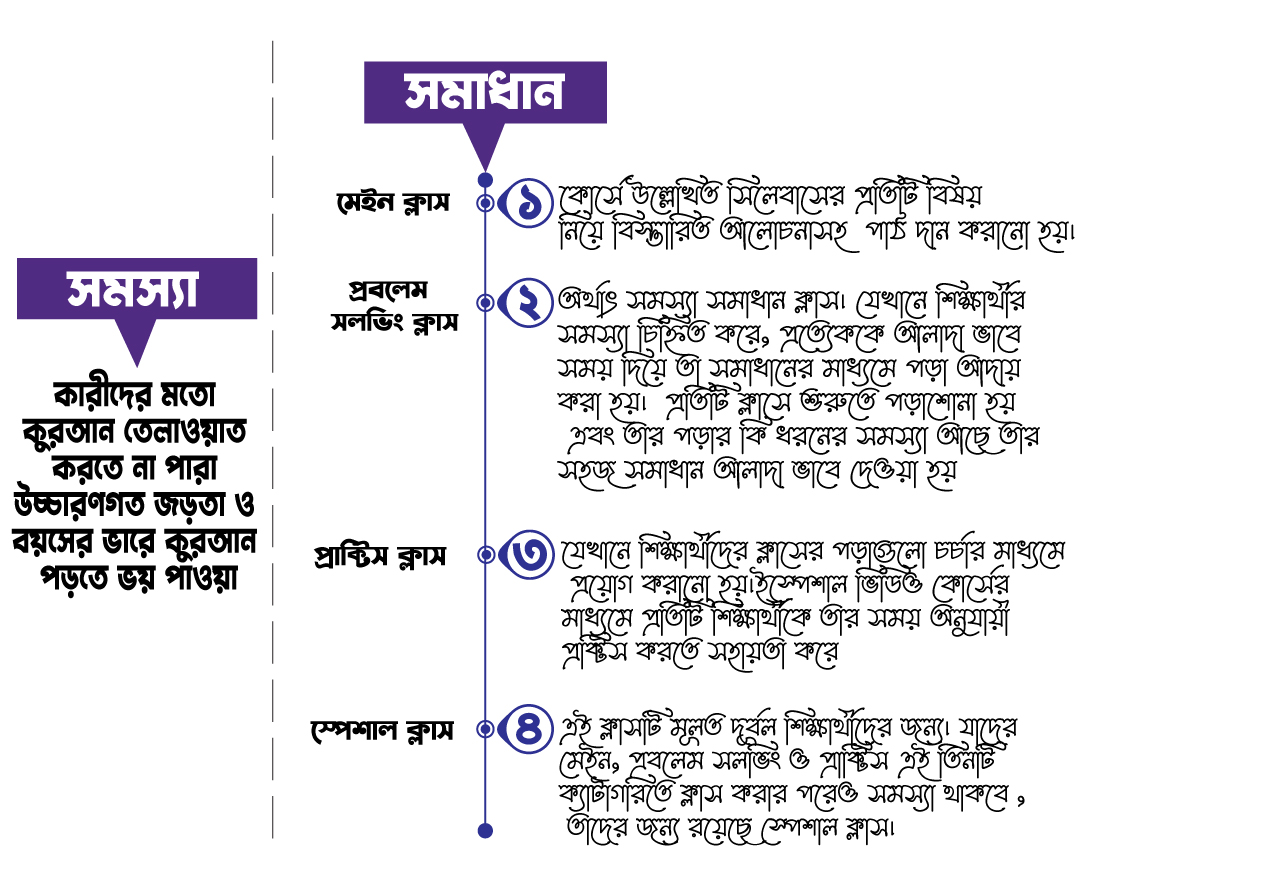 সমস্যা
কারীদের মতো
কুরআন তেলাওয়াত
করতে না পারা
উচ্চারণগত জড়তা ও
বয়সের ভারে কুরআন
পড়তে ভয় পাওয়া
সমাধান
মেইন ক্লাস
১
কোর্সে উল্লেখিত সিলেবাসের প্রতিটি বিষয়
নিয়ে বিস্তারিত আলোচনাসহ পাঠ দান করানো হয়।
প্রবলেম
সলভিং ক্লাস
২
অর্থাৎ সমস্যা সমাধান ক্লাস। যেখানে শিক্ষার্থীর
সমস্যা চিহ্নিত করে, প্রত্যেককে আলাদা ভাবে
সময় দিয়ে তা সমাধানের মাধ্যমে পড়া আদায়
করা হয়। প্রতিটি ক্লাসে শুরুতে পড়াশোনা হয়
এবং তার পড়ার কি ধরনের সমস্যা আছে তার
সহজ সমাধান আলাদা ভাবে দেওয়া হয়
প্রাক্টিস ক্লাস
৩
যেখানে শিক্ষার্থীদের ক্লাসের পড়াগুলো চর্চার মাধ্যমে
প্রয়োগ করানো হয়।ইস্পেশাল ভিডিও কোর্সের
মাধ্যমে প্রতিটি শিক্ষার্থীকে তার সময় অনুযায়ী
প্রক্টিস করতে সহায়তা করে
স্পেশাল ক্লাস
৪
এই ক্লাসটি মূলত দূর্বল শিক্ষার্থীদের জন্য। যাদের
মেইন, প্রবলেম সলভিং ও প্রাক্টিস এই তিনটি
ক্যাটাগরিতে ক্লাস করার পরেও সমস্যা থাকবে ,
তাদের জন্য রয়েছে স্পেশাল ক্লাস।